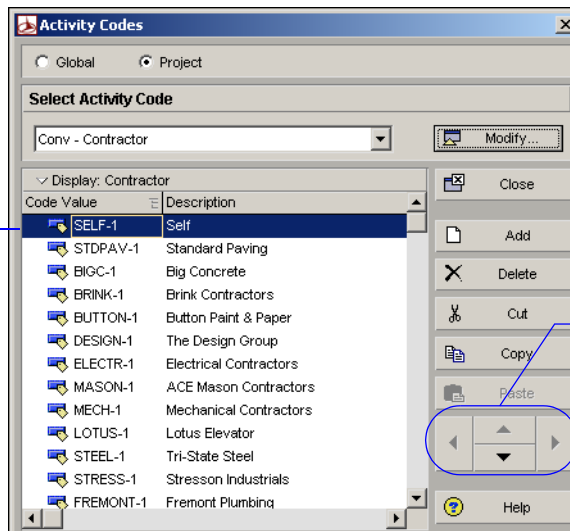 Activity Codes
Global Project
Select Activity Code
Conv - Contractor Modify...
Display: Contractor Close
Code Value Description
SELF-1 Self
STDPAV-1 Standard Paving Add
BIGC-1 Big Concrete Delete
BRINK-1 Brink Contractors
BUTTON-1 Button Paint & Paper Cut
DESIGN-1 The Design Group
ELECTR-1 Electrical Contractors Copy
MASON-1 ACE Mason Contractors Paste
MECH-1 Mechanical Contractors
LOTUS-1 Lotus Elevator
STEEL-1 Tri-State Steel
STRESS-1 Stresson Industrials
FREMONT-1 Fremont Plumbing Help